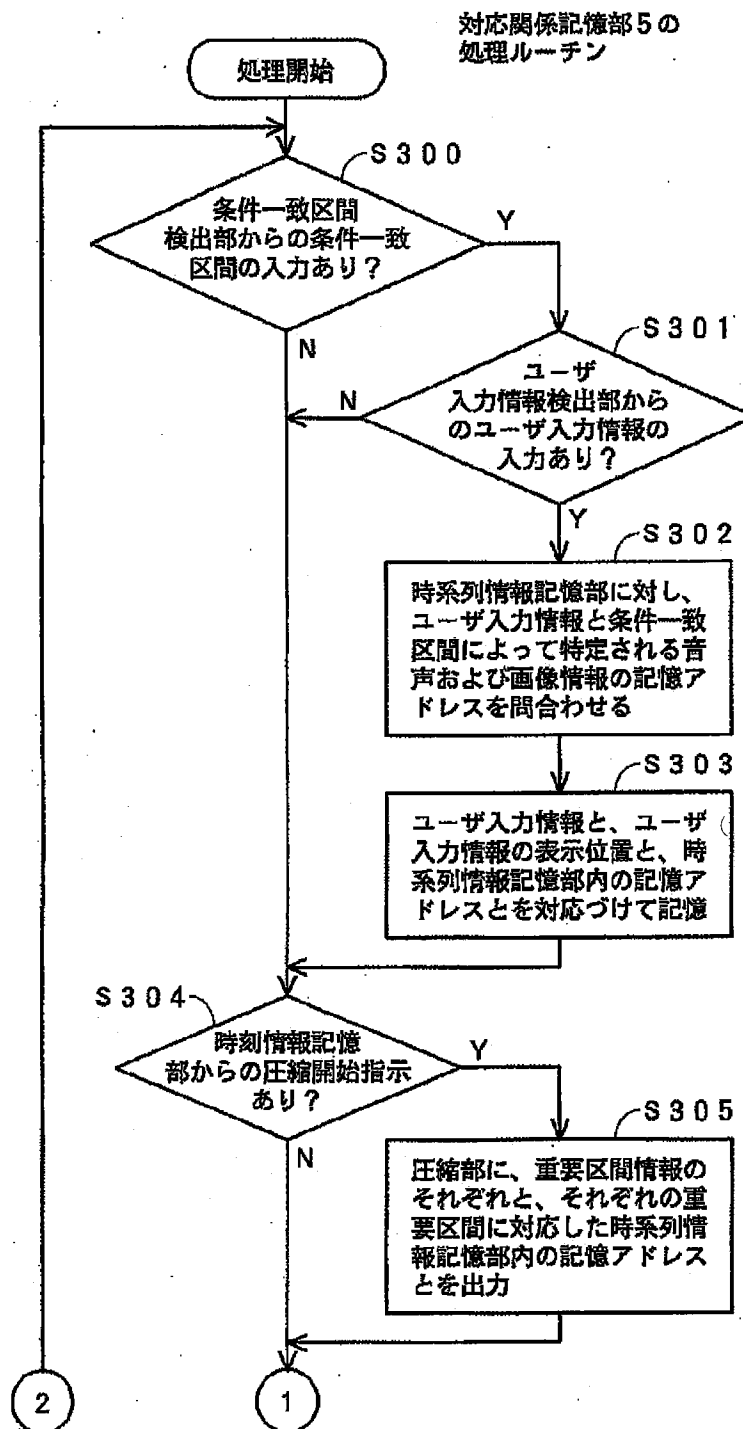 対応関係記憶部5の
処理ルーチン
処理開始
S300
条件一致区間
検出部からの条件一致
区間の入力あり?
Y
N
S301
ユーザ
入力情報検出部から
のユーザ入力情報の
入力あり?
N
Y
S302
時系列情報記憶部に対し、
ユーザ入力情報と条件一致
区間によって特定される音
声および画像情報の記憶ア
ドレスを問合わせる
S303
ユーザ入力情報と、ユーザ
入力情報の表示位置と、時
系列情報記憶部内の記憶ア
ドレスとを対応づけて記憶
S304
時刻情報記憶
部からの圧縮開始指示
あり?
Y
N
S305
圧縮部に、重要区間情報の
それぞれと、それぞれの重
要区間に対応した時系列情
報記憶部内の記憶アドレス
とを出力
2
1